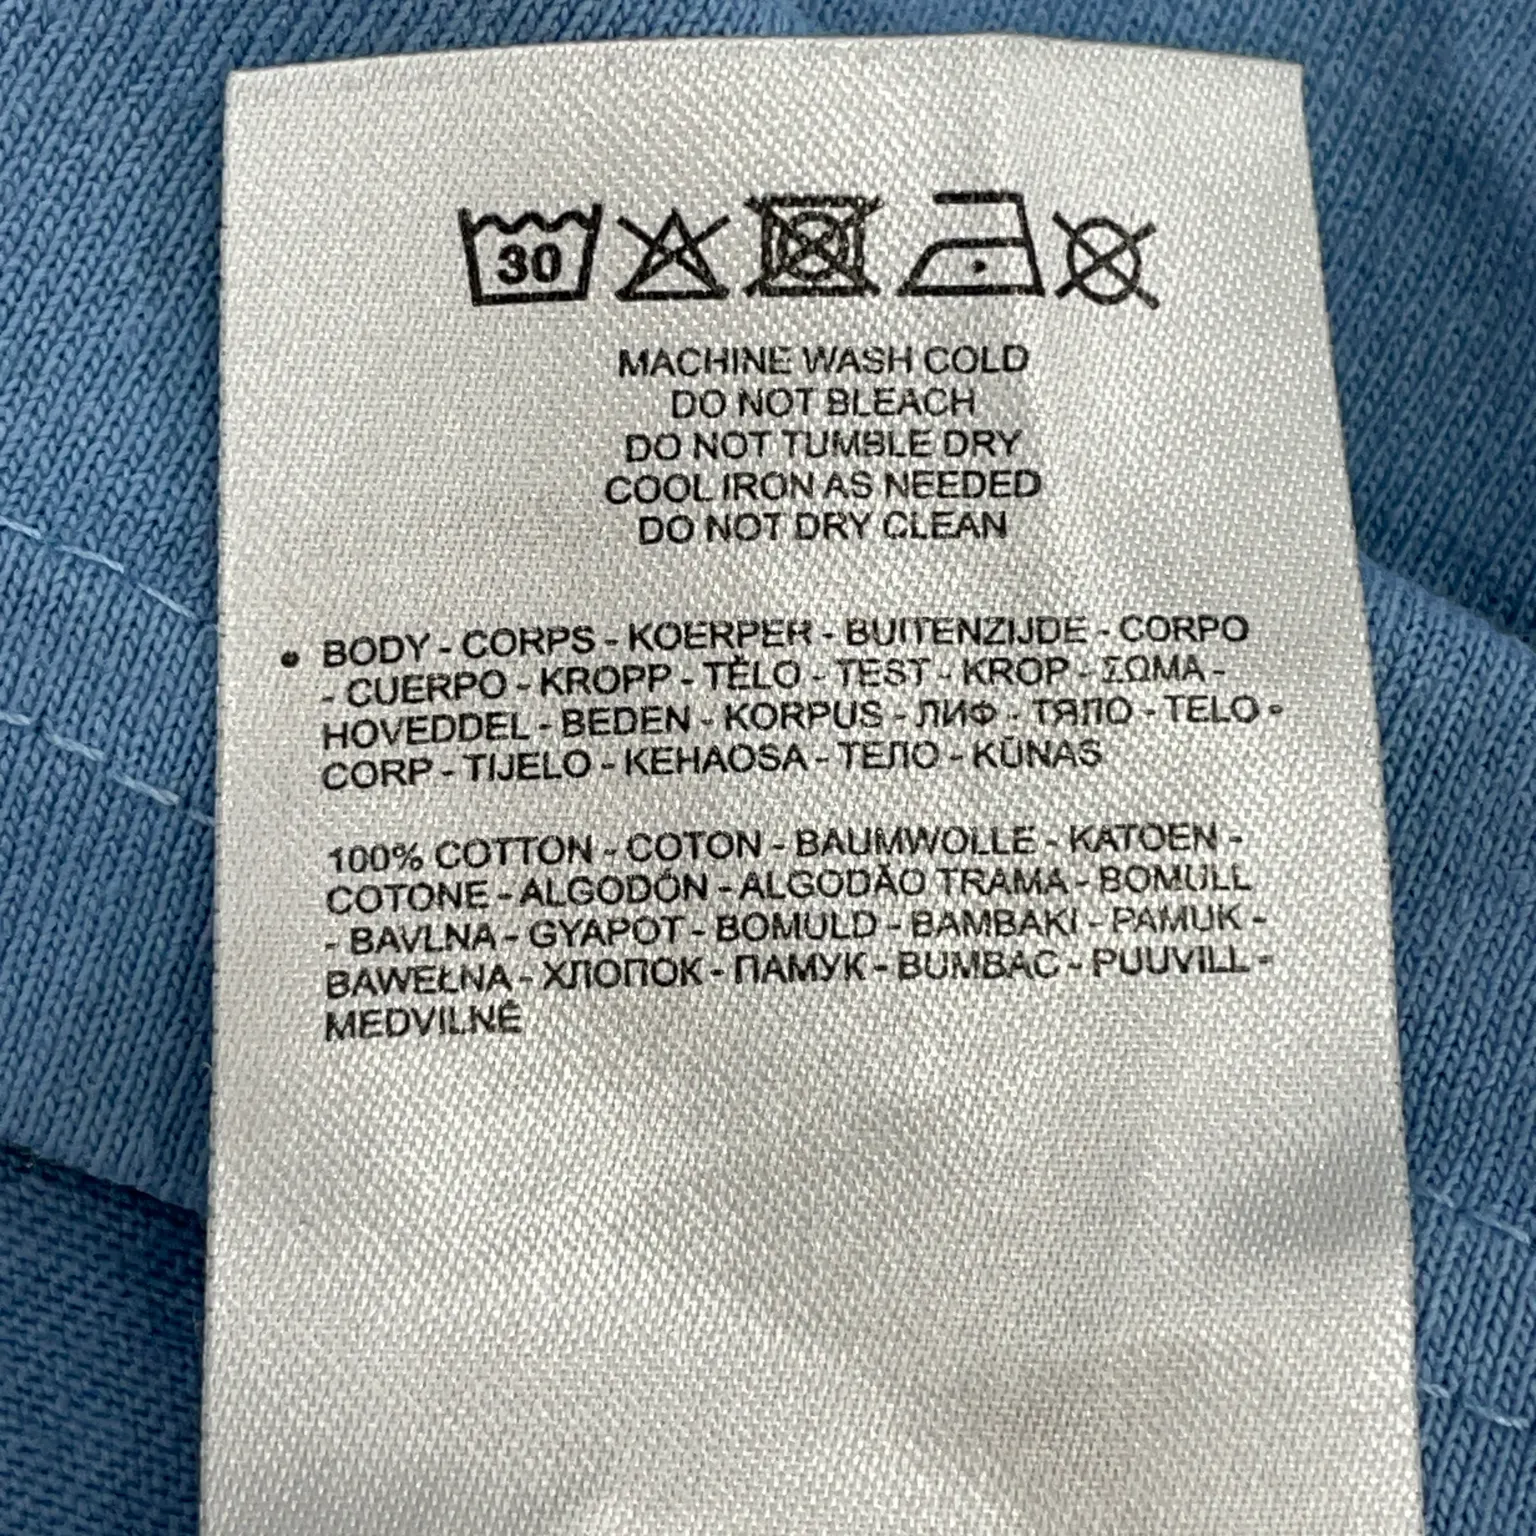 30
MACHINE WASH COLD
DO NOT BLEACH
DO NOT TUMBLE DRY
COOL IRON AS NEEDED
DO NOT DRY CLEAN
• BODY - CORPS - KOERPER - BUITENZIJDE - CORPO
- CUERPO - KROPP - TĚLO - TEST - KROP - ΣΩΜΑ -
HOVEDDEL - BEDEN - KORPUS - ЛИФ - ТЯЛО - TELO -
CORP - TIJELO - KEHAOSA - ТЕЛО - KŪNAS
100% COTTON - COTON - BAUMWOLLE - KATOEN -
COTONE - ALGODÓN - ALGODÃO TRAMA - BOMULL
- BAVLNA - GYAPOT - BOMULD - BAMBAKI - PAMUK -
BAWEŁNA - ХЛОПОК - ПАМУК - BUMBAC - PUUVILL -
MEDVILNĖ